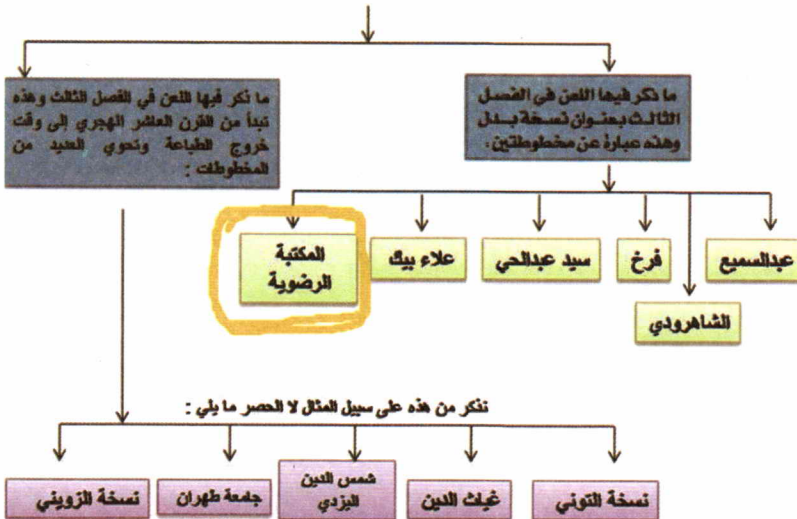 ما ذكر فيها اللعن في الفصل
الثالث بعنوان نسخة بدل
وهذه عبارة عن مخطوطتين.
ما ذكر فيها اللعن في الفصل الثالث وهذه
تبدأ من القرن العاشر الهجري إلى وقت
خروج الطباعة وتحوي العديد من
المخطوطات :
عبدالسميع
فرخ
سيد عبدالحي
علاء بيك
المكتبة
الرضوية
الشاهرودي
نذكر من هذه على سبيل المثال لا الحصر ما يلي :
نسخة التوني
غياث الدين
شمس الدين
اليزدي
جامعة طهران
نسخة الزويني